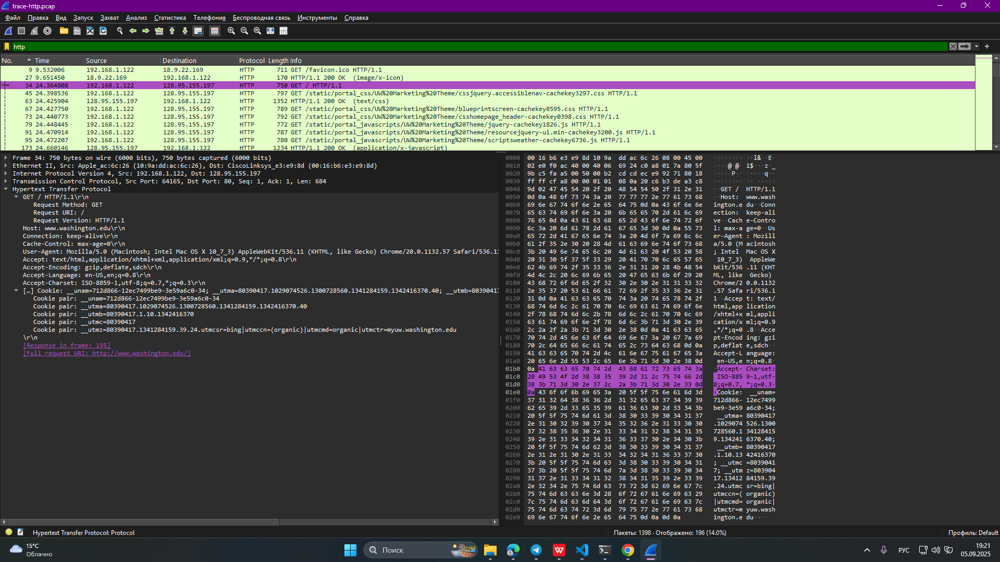 trace-http.pcap
Файл Правка Вид Запуск Захват Анализ Статистика Телефония Беспроводная связь Инструменты Справка
http
No. Time Source Destination Protocol Length Info
9 9.532006 192.168.1.122 18.9.22.169 HTTP 711 GET /favicon.ico HTTP/1.1
27 9.651450 18.9.22.169 192.168.1.122 HTTP 170 HTTP/1.1 200 OK (image/x-icon)
34 24.364808 192.168.1.122 128.95.155.197 HTTP 750 GET / HTTP/1.1
45 24.398536 192.168.1.122 128.95.155.197 HTTP 797 GET /static/portal_css/UW%20Marketing%20Theme/cssjquery.accessiblenav-cachekey3297.css HTTP/1.1
63 24.425904 128.95.155.197 192.168.1.122 HTTP 1352 HTTP/1.1 200 OK (text/css)
67 24.427750 192.168.1.122 128.95.155.197 HTTP 789 GET /static/portal_css/UW%20Marketing%20Theme/blueprintscreen-cachekey8595.css HTTP/1.1
73 24.440773 192.168.1.122 128.95.155.197 HTTP 792 GET /static/portal_css/UW%20Marketing%20Theme/csshomepage_header-cachekey0398.css HTTP/1.1
79 24.448445 192.168.1.122 128.95.155.197 HTTP 772 GET /static/portal_javascripts/UW%20Marketing%20Theme/jquery-cachekey1826.js HTTP/1.1
91 24.470914 192.168.1.122 128.95.155.197 HTTP 787 GET /static/portal_javascripts/UW%20Marketing%20Theme/resourcejquery-ui.min-cachekey3200.js HTTP/1.1
95 24.472207 192.168.1.122 128.95.155.197 HTTP 780 GET /static/portal_javascripts/UW%20Marketing%20Theme/scriptsweather-cachekey6736.js HTTP/1.1
173 24.660146 128.95.155.197 192.168.1.122 HTTP 1234 HTTP/1.1 200 OK (application/x-javascript)
Frame 34: 750 bytes on wire (6000 bits), 750 bytes captured (6000 bits)
Ethernet II, Src: Apple_ac:6c:26 (10:9a:dd:ac:6c:26), Dst: CiscoLinksys_e3:e9:8d (00:16:b6:e3:e9:8d)
Internet Protocol Version 4, Src: 192.168.1.122, Dst: 128.95.155.197
Transmission Control Protocol, Src Port: 64165, Dst Port: 80, Seq: 1, Ack: 1, Len: 684
Hypertext Transfer Protocol
GET / HTTP/1.1\r\n
Request Method: GET
Request URI: /
Request Version: HTTP/1.1
Host: www.washington.edu\r\n
Connection: keep-alive\r\n
Cache-Control: max-age=0\r\n
User-Agent: Mozilla/5.0 (Macintosh; Intel Mac OS X 10_7_3) AppleWebKit/536.11 (KHTML, like Gecko) Chrome/20.0.1132.57 Safari/536.11
Accept: text/html,application/xhtml+xml,application/xml;q=0.9,*/*;q=0.8\r\n
Accept-Encoding: gzip,deflate,sdch\r\n
Accept-Language: en-US,en;q=0.8\r\n
Accept-Charset: ISO-8859-1,utf-8;q=0.7,*;q=0.3\r\n
[…] Cookie: __unam=712d866-12ec7499be9-3e59a6c0-34; __utma=80390417.1029074526.1300728560.1341284159.1342416370.40; __utmb=80390417
Cookie pair: __unam=712d866-12ec7499be9-3e59a6c0-34
Cookie pair: __utma=80390417.1029074526.1300728560.1341284159.1342416370.40
Cookie pair: __utmb=80390417.1.10.1342416370
Cookie pair: __utmc=80390417
Cookie pair: __utmz=80390417.1341284159.39.24.utmcsr=bing|utmccn=(organic)|utmcmd=organic|utmctr=myuw.washington.edu
\r\n
[Response in frame: 195]
[Full request URI: http://www.washington.edu/]
0000 00 16 b6 e3 e9 8d 10 9a dd ac 6c 26 08 00 45 00 ········ ··l&··E·
0010 02 e0 f0 ac 40 00 40 06 69 24 c0 a8 01 7a 80 5f ····@·@· i$···z·_
0020 9b c5 fa a5 00 50 00 b2 cd cd ec e9 92 71 80 18 ·····P·· ·····q··
0030 ff ff cf a8 00 00 01 01 08 0a 20 c6 b3 de a3 c8 ········ ·· ·····
0040 9d 02 47 45 54 20 2f 20 48 54 54 50 2f 31 2e 31 ··GET / HTTP/1.1
0050 0d 0a 48 6f 73 74 3a 20 77 77 77 2e 77 61 73 68 ··Host: www.wash
0060 69 6e 67 74 6f 6e 2e 65 64 75 0d 0a 43 6f 6e 6e ington.e du··Conn
0070 65 63 74 69 6f 6e 3a 20 6b 65 65 70 2d 61 6c 69 ection: keep-ali
0080 76 65 0d 0a 43 61 63 68 65 2d 43 6f 6e 74 72 6f ve··Cach e-Contro
0090 6c 3a 20 6d 61 78 2d 61 67 65 3d 30 0d 0a 55 73 l: max-a ge=0··Us
00a0 65 72 2d 41 67 65 6e 74 3a 20 4d 6f 7a 69 6c 6c er-Agent : Mozill
00b0 61 2f 35 2e 30 20 28 4d 61 63 69 6e 74 6f 73 68 a/5.0 (M acintosh
00c0 3b 20 49 6e 74 65 6c 20 4d 61 63 20 4f 53 20 58 ; Intel Mac OS X
00d0 20 31 30 5f 37 5f 33 29 20 41 70 70 6c 65 57 65 10_7_3) AppleWe
00e0 62 4b 69 74 2f 35 33 36 2e 31 31 20 28 4b 48 54 bKit/536 .11 (KHT
00f0 4d 4c 2c 20 6c 69 6b 65 20 47 65 63 6b 6f 29 20 ML, like Gecko)
0100 43 68 72 6f 6d 65 2f 32 30 2e 30 2e 31 31 33 32 Chrome/2 0.0.1132
0110 2e 35 37 20 53 61 66 61 72 69 2f 35 33 36 2e 31 .57 Safa ri/536.1
0120 31 0d 0a 41 63 63 65 70 74 3a 20 74 65 78 74 2f 1··Accep t: text/
0130 68 74 6d 6c 2c 61 70 70 6c 69 63 61 74 69 6f 6e html,app lication
0140 2f 78 68 74 6d 6c 2b 78 6d 6c 2c 61 70 70 6c 69 /xhtml+x ml,appli
0150 63 61 74 69 6f 6e 2f 78 6d 6c 3b 71 3d 30 2e 39 cation/x ml;q=0.9
0160 2c 2a 2f 2a 3b 71 3d 30 2e 38 0d 0a 41 63 63 65 ,*/*;q=0 .8··Acce
0170 70 74 2d 45 6e 63 6f 64 69 6e 67 3a 20 67 7a 69 pt-Encod ing: gzi
0180 70 2c 64 65 66 6c 61 74 65 2c 73 64 63 68 0d 0a p,deflat e,sdch··
0190 41 63 63 65 70 74 2d 4c 61 6e 67 75 61 67 65 3a Accept-L anguage:
01a0 20 65 6e 2d 55 53 2c 65 6e 3b 71 3d 30 2e 38 0d en-US,e n;q=0.8·
01b0 0a 41 63 63 65 70 74 2d 43 68 61 72 73 65 74 3a ·Accept- Charset:
01c0 20 49 53 4f 2d 38 38 35 39 2d 31 2c 75 74 66 2d ISO-885 9-1,utf-
01d0 38 3b 71 3d 30 2e 37 2c 2a 3b 71 3d 30 2e 33 0d 8;q=0.7, *;q=0.3·
01e0 0a 43 6f 6f 6b 69 65 3a 20 5f 5f 75 6e 61 6d 3d ·Cookie: __unam=
01f0 37 31 32 64 38 36 36 2d 31 32 65 63 37 34 39 39 712d866- 12ec7499
0200 62 65 39 2d 33 65 35 39 61 36 63 30 2d 33 34 3b be9-3e59 a6c0-34;
0210 20 5f 5f 75 74 6d 61 3d 38 30 33 39 30 34 31 37 __utma= 80390417
0220 2e 31 30 32 39 30 37 34 35 32 36 2e 31 33 30 30 .1029074 526.1300
0230 37 32 38 35 36 30 2e 31 33 34 31 32 38 34 31 35 728560.1 34128415
0240 39 2e 31 33 34 32 34 31 36 33 37 30 2e 34 30 3b 9.134241 6370.40;
0250 20 5f 5f 75 74 6d 62 3d 38 30 33 39 30 34 31 37 __utmb= 80390417
0260 2e 31 2e 31 30 2e 31 33 34 32 34 31 36 33 37 30 .1.10.13 42416370
0270 3b 20 5f 5f 75 74 6d 63 3d 38 30 33 39 30 34 31 ; __utmc =8039041
0280 37 3b 20 5f 5f 75 74 6d 7a 3d 38 30 33 39 30 34 7; __utm z=803904
0290 31 37 2e 31 33 34 31 32 38 34 31 35 39 2e 33 39 17.13412 84159.39
02a0 2e 32 34 2e 75 74 6d 63 73 72 3d 62 69 6e 67 7c .24.utmc sr=bing|
02b0 75 74 6d 63 63 6e 3d 28 6f 72 67 61 6e 69 63 29 utmccn=( organic)
02c0 7c 75 74 6d 63 6d 64 3d 6f 72 67 61 6e 69 63 7c |utmcmd= organic|
02d0 75 74 6d 63 74 72 3d 6d 79 75 77 2e 77 61 73 68 utmctr=m yuw.wash
02e0 69 6e 67 74 6f 6e 2e 65 64 75 0d 0a 0d 0a ington.e du····
Hypertext Transfer Protocol: Protocol
Пакеты: 1398 · Отображено: 196 (14.0%)
Профиль: Default
15°C
Облачно
Поиск
РУС
19:21
05.09.2025